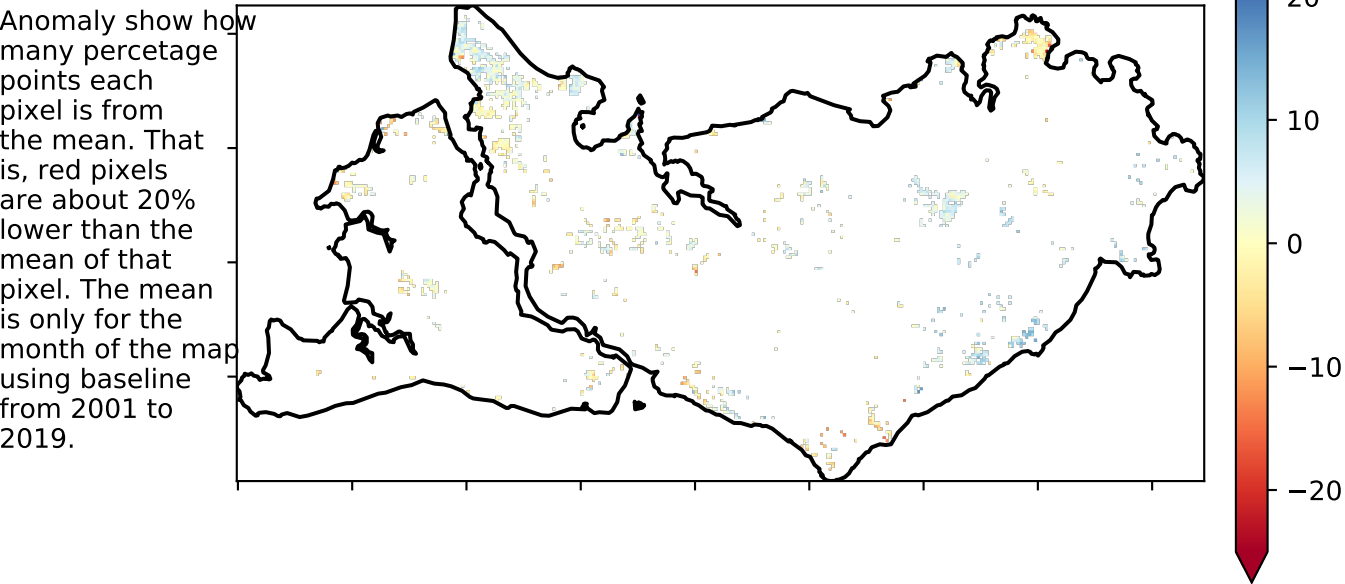 Anomaly show how
many percetage
points each
pixel is from
the mean. That
is, red pixels
are about 20%
lower than the
mean of that
pixel. The mean
is only for the
month of the map
using baseline
from 2001 to
2019.
20
10
0
−10
−20